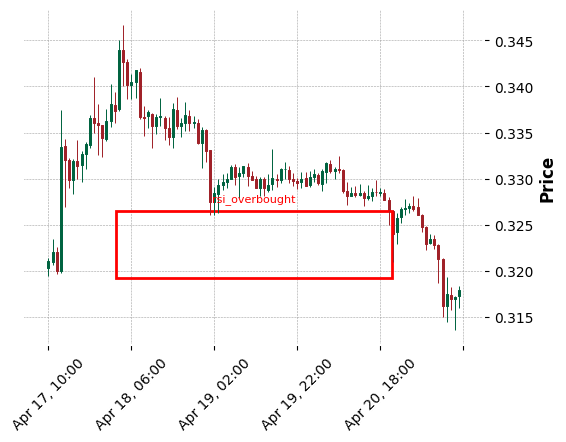 0.345
0.340
0.335
0.330
si_overbought
0.325
0.320
0.315
Price
Apr 17, 10:00
Apr 18, 06:00
Apr 19, 02:00
Apr 19, 22:00
Apr 20, 18:00